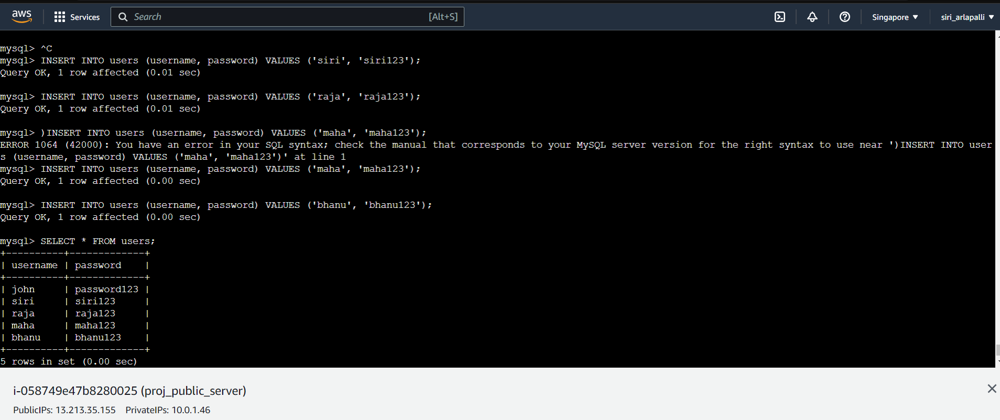 aws Services Search [Alt+S] Singapore ▼ siri_arlapalli ▼
mysql> ^C
mysql> INSERT INTO users (username, password) VALUES ('siri', 'siri123');
Query OK, 1 row affected (0.01 sec)
mysql> INSERT INTO users (username, password) VALUES ('raja', 'raja123');
Query OK, 1 row affected (0.01 sec)
mysql> )INSERT INTO users (username, password) VALUES ('maha', 'maha123');
ERROR 1064 (42000): You have an error in your SQL syntax; check the manual that corresponds to your MySQL server version for the right syntax to use near ')INSERT INTO user
s (username, password) VALUES ('maha', 'maha123')' at line 1
mysql> INSERT INTO users (username, password) VALUES ('maha', 'maha123');
Query OK, 1 row affected (0.00 sec)
mysql> INSERT INTO users (username, password) VALUES ('bhanu', 'bhanu123');
Query OK, 1 row affected (0.00 sec)
mysql> SELECT * FROM users;
+----------+-------------+
| username | password    |
+----------+-------------+
| john     | password123 |
| siri     | siri123     |
| raja     | raja123     |
| maha     | maha123     |
| bhanu    | bhanu123    |
+----------+-------------+
5 rows in set (0.00 sec)
i-058749e47b8280025 (proj_public_server)
PublicIPs: 13.213.35.155 PrivateIPs: 10.0.1.46